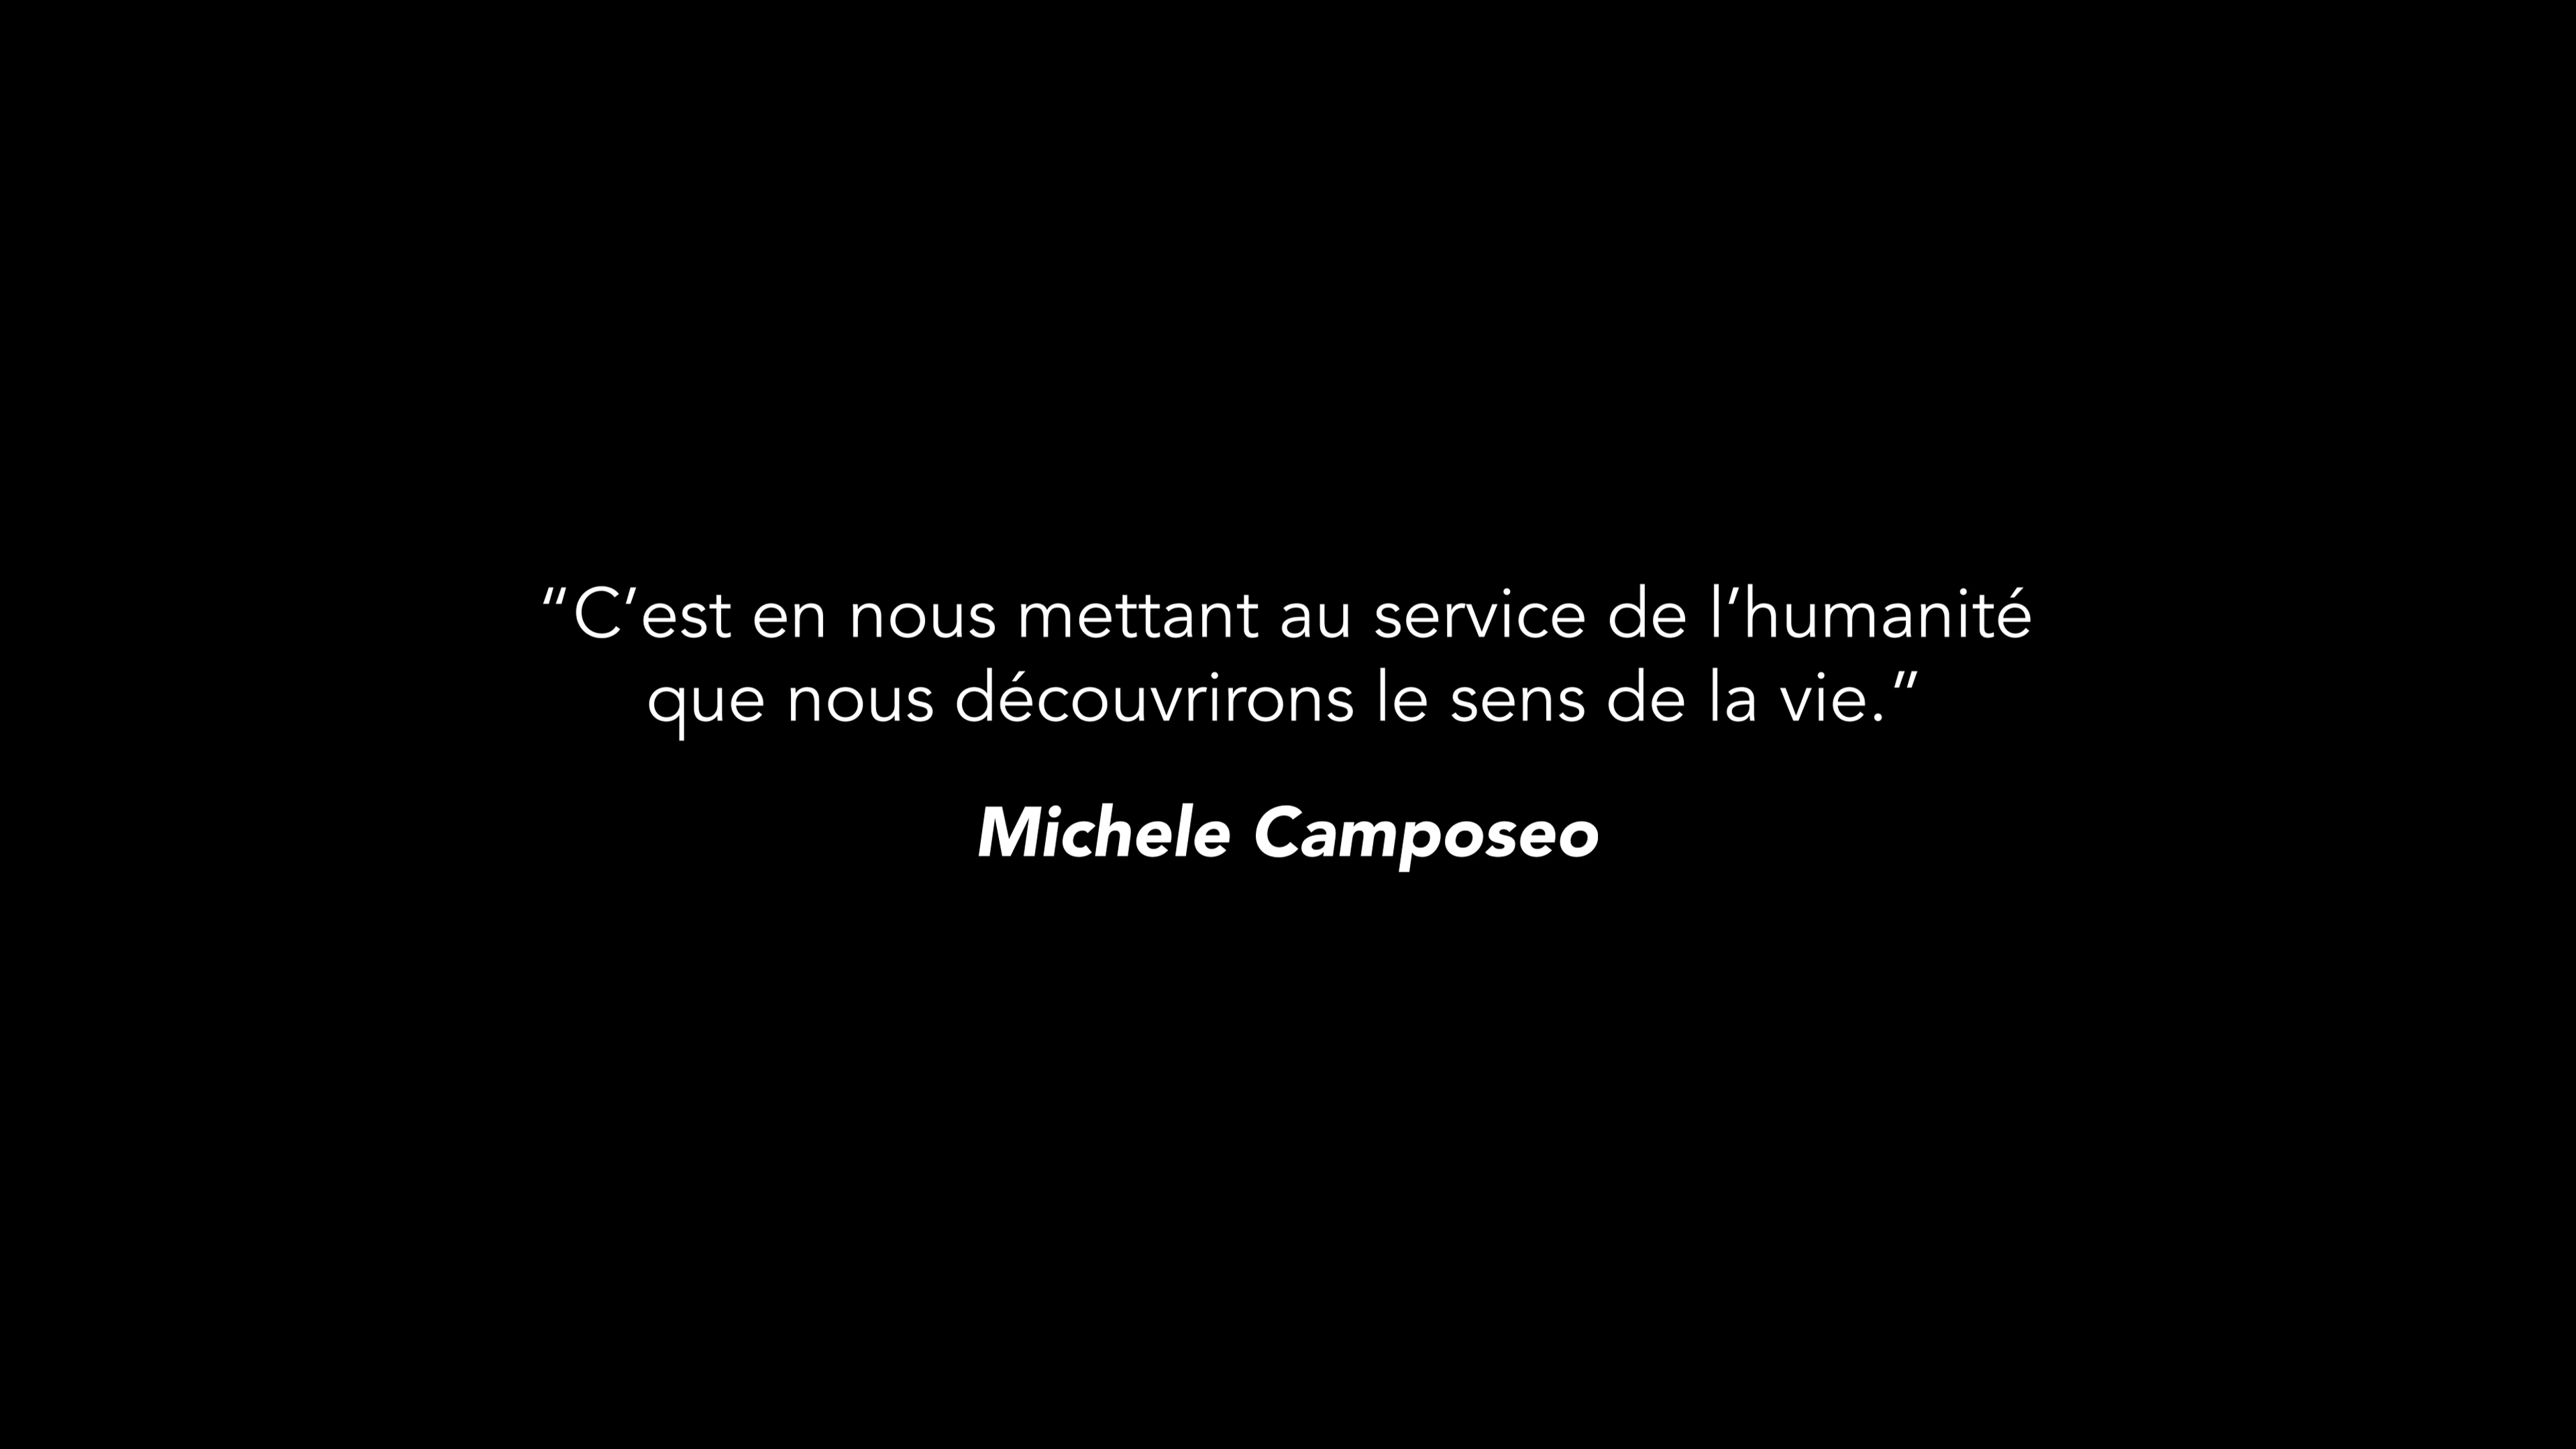 “C’est en nous mettant au service de l’humanité
que nous découvrirons le sens de la vie.”
Michele Camposeo